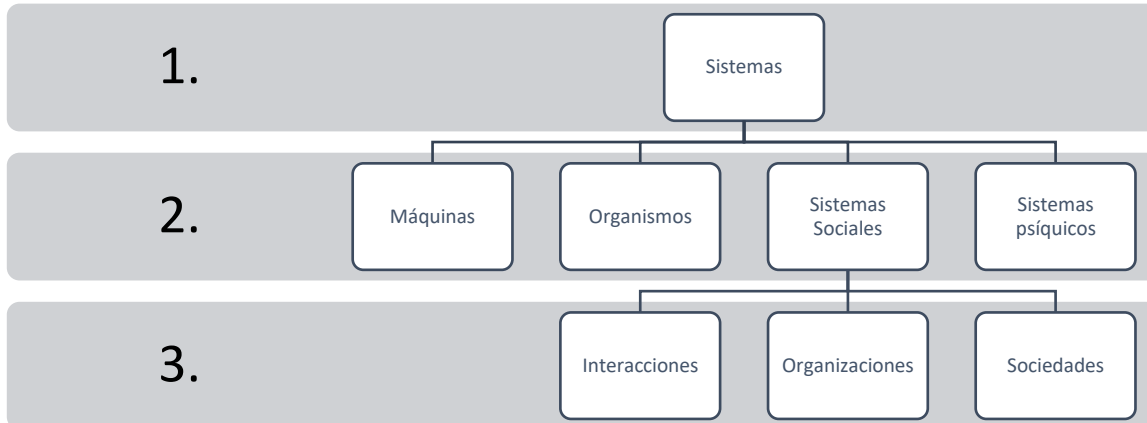 1.
Sistemas
2.
Máquinas
Organismos
Sistemas
Sociales
Sistemas
psíquicos
3.
Interacciones
Organizaciones
Sociedades